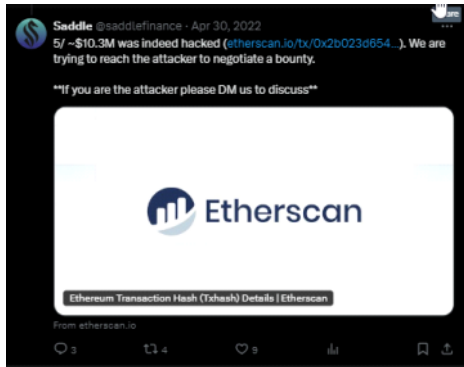 Saddle @saddlefinance · Apr 30, 2022
5/ ~$10.3M was indeed hacked (etherscan.io/tx/0x2b023d654...). We are
trying to reach the attacker to negotiate a bounty.
**If you are the attacker please DM us to discuss**
Etherscan
Ethereum Transaction Hash (Txhash) Details | Etherscan
From etherscan.io
3 4 9